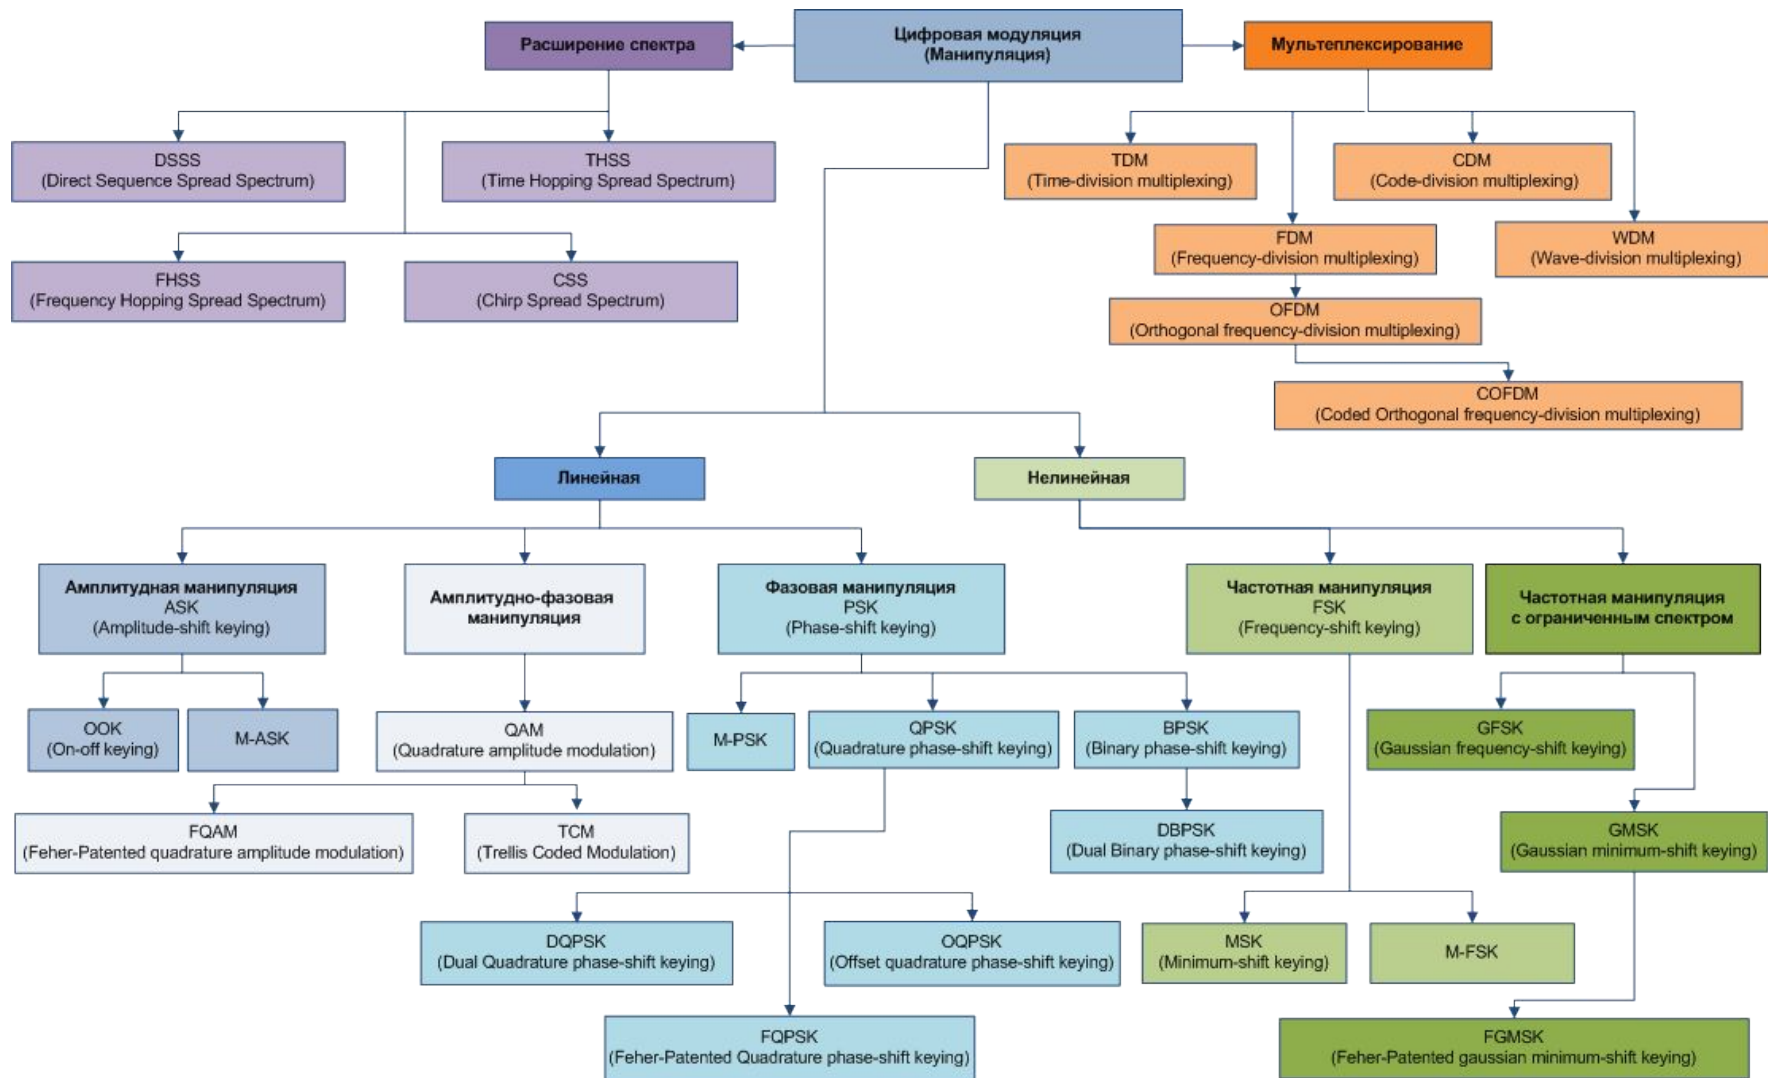 Расширение спектра
Цифровая модуляция
(Манипуляция)
Мультеплексирование
DSSS
(Direct Sequence Spread Spectrum)
THSS
(Time Hopping Spread Spectrum)
TDM
(Time-division multiplexing)
CDM
(Code-division multiplexing)
FHSS
(Frequency Hopping Spread Spectrum)
CSS
(Chirp Spread Spectrum)
FDM
(Frequency-division multiplexing)
WDM
(Wave-division multiplexing)
OFDM
(Orthogonal frequency-division multiplexing)
COFDM
(Coded Orthogonal frequency-division multiplexing)
Линейная
Нелинейная
Амплитудная манипуляция
ASK
(Amplitude-shift keying)
Амплитудно-фазовая
манипуляция
Фазовая манипуляция
PSK
(Phase-shift keying)
Частотная манипуляция
FSK
(Frequency-shift keying)
Частотная манипуляция
с ограниченным спектром
OOK
(On-off keying)
M-ASK
QAM
(Quadrature amplitude modulation)
M-PSK
QPSK
(Quadrature phase-shift keying)
BPSK
(Binary phase-shift keying)
GFSK
(Gaussian frequency-shift keying)
FQAM
(Feher-Patented quadrature amplitude modulation)
TCM
(Trellis Coded Modulation)
DBPSK
(Dual Binary phase-shift keying)
GMSK
(Gaussian minimum-shift keying)
DQPSK
(Dual Quadrature phase-shift keying)
OQPSK
(Offset quadrature phase-shift keying)
MSK
(Minimum-shift keying)
M-FSK
FQPSK
(Feher-Patented Quadrature phase-shift keying)
FGMSK
(Feher-Patented gaussian minimum-shift keying)